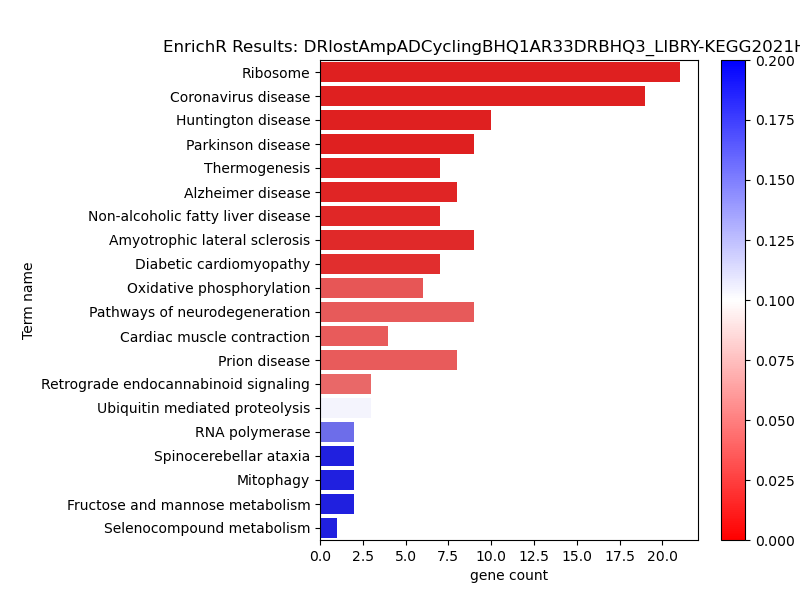 EnrichR Results: DRlostAmpADCyclingBHQ1AR33DRBHQ3_LIBRY-KEGG2021H
Ribosome
Coronavirus disease
Huntington disease
Parkinson disease
Thermogenesis
Alzheimer disease
Non-alcoholic fatty liver disease
Amyotrophic lateral sclerosis
Diabetic cardiomyopathy
Oxidative phosphorylation
Pathways of neurodegeneration
Cardiac muscle contraction
Prion disease
Retrograde endocannabinoid signaling
Ubiquitin mediated proteolysis
RNA polymerase
Spinocerebellar ataxia
Mitophagy
Fructose and mannose metabolism
Selenocompound metabolism
Term name
0.0 2.5 5.0 7.5 10.0 12.5 15.0 17.5 20.0
gene count
0.200
0.175
0.150
0.125
0.100
0.075
0.050
0.025
0.000